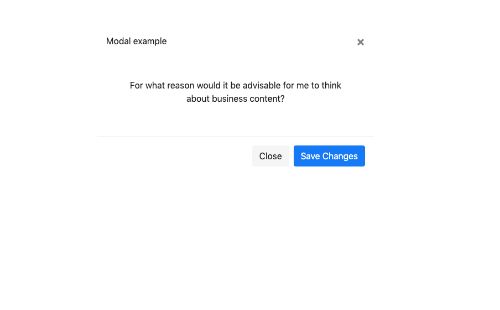 Modal example
For what reason would it be advisable for me to think
about business content?
Close
Save Changes